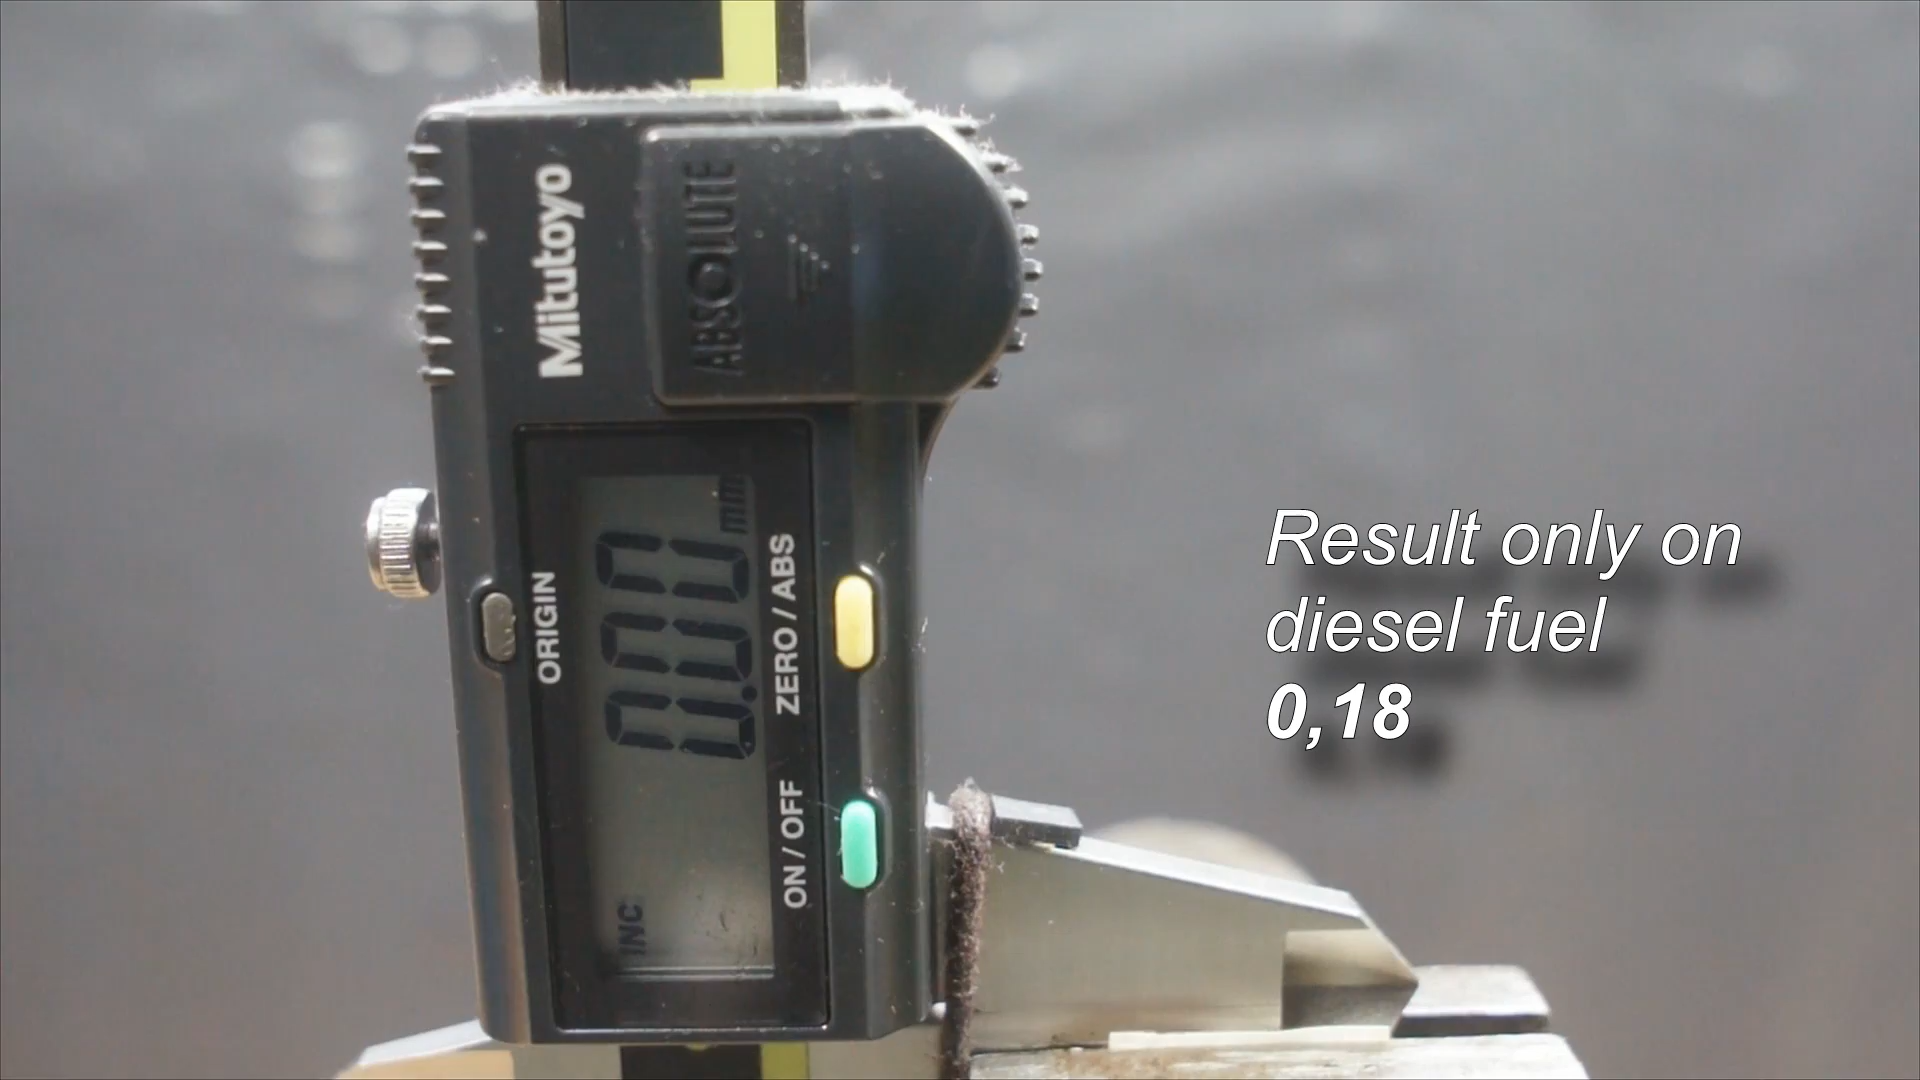 Mitutoyo
ABSOLUTE
ORIGIN
0.00 mm
INC
ZERO / ABS
ON / OFF
Result only on
diesel fuel
0,18